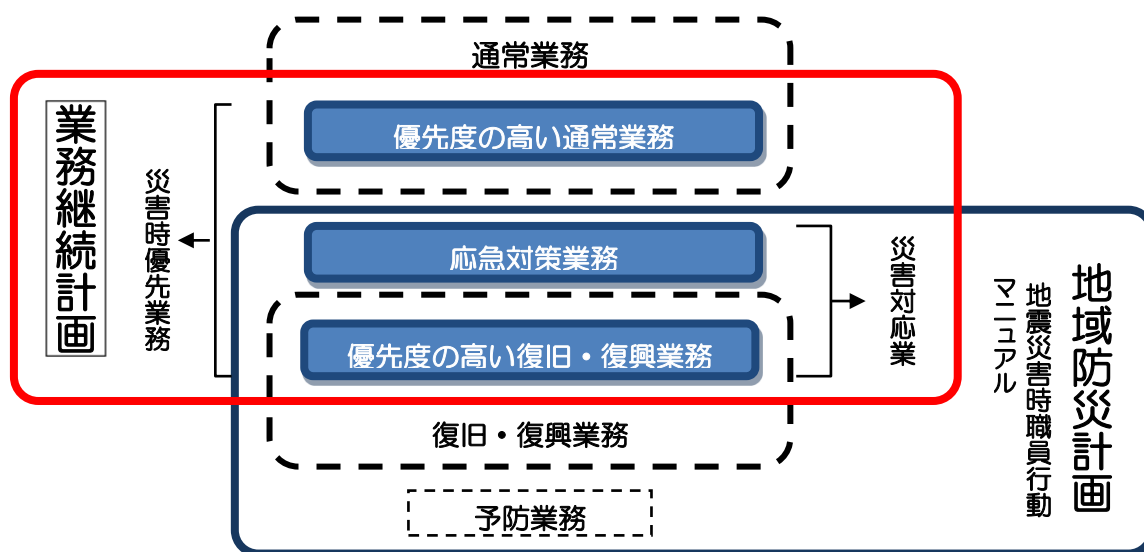 通常業務
優先度の高い通常業務
業務継続計画
災害時優先業務
応急対策業務
優先度の高い復旧・復興業務
災害対応業
地域防災計画
地震災害時職員行動
マニュアル
復旧・復興業務
予防業務